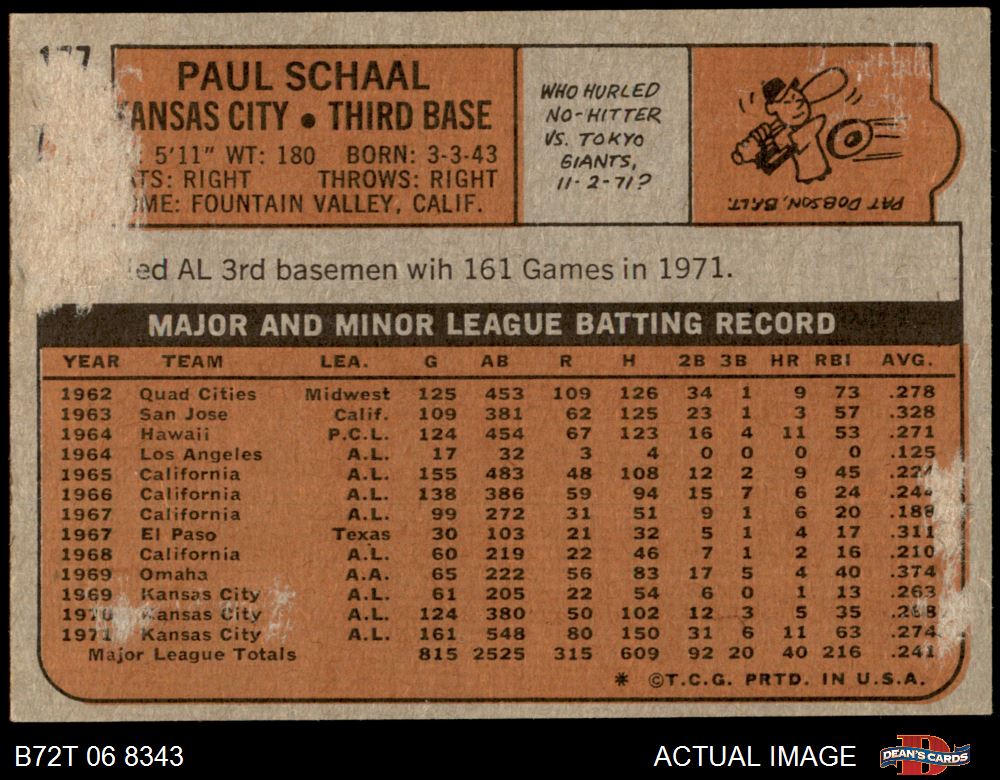 177
PAUL SCHAAL
ANSAS CITY • THIRD BASE
: 5'11" WT: 180 BORN: 3-3-43
TS: RIGHT THROWS: RIGHT
ME: FOUNTAIN VALLEY, CALIF.
WHO HURLED
NO-HITTER
VS. TOKYO
GIANTS,
11-2-71?
PAT DOBSON, BALT.
ed AL 3rd basemen wih 161 Games in 1971.
MAJOR AND MINOR LEAGUE BATTING RECORD
YEAR TEAM LEA. G AB R H 2B 3B HR RBI AVG.
1962 Quad Cities Midwest 125 453 109 126 34 1 9 73 .278
1963 San Jose Calif. 109 381 62 125 23 1 3 57 .328
1964 Hawaii P.C.L. 124 454 67 123 16 4 11 53 .271
1964 Los Angeles A.L. 17 32 3 4 0 0 0 0 .125
1965 California A.L. 155 483 48 108 12 2 9 45 .224
1966 California A.L. 138 386 59 94 15 7 6 24 .244
1967 California A.L. 99 272 31 51 9 1 6 20 .188
1967 El Paso Texas 30 103 21 32 5 1 4 17 .311
1968 California A.L. 60 219 22 46 7 1 2 16 .210
1969 Omaha A.A. 65 222 56 83 17 5 4 40 .374
1969 Kansas City A.L. 61 205 22 54 6 0 1 13 .263
1970 Kansas City A.L. 124 380 50 102 12 3 5 35 .268
1971 Kansas City A.L. 161 548 80 150 31 6 11 63 .274
Major League Totals 815 2525 315 609 92 20 40 216 .241
* ©T.C.G. PRTD. IN U.S.A.
B72T 06 8343
ACTUAL IMAGE
DEAN'S CARDS